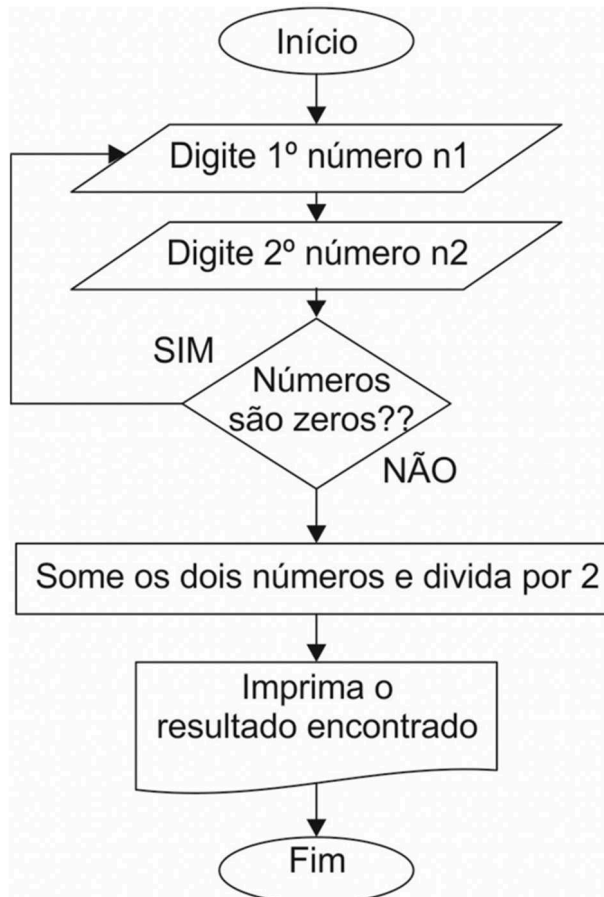 Início
Digite 1º número n1
Digite 2º número n2
SIM
Números
são zeros??
NÃO
Some os dois números e divida por 2
Imprima o
resultado encontrado
Fim